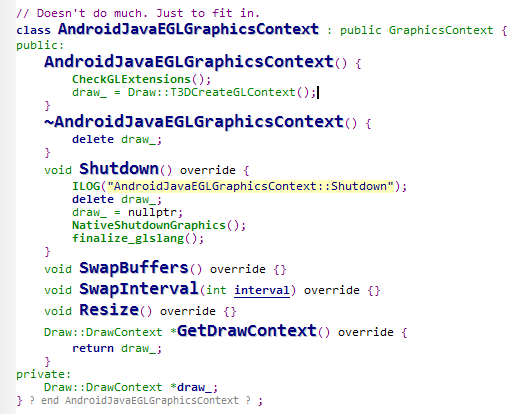 // Doesn't do much. Just to fit in.
class AndroidJavaEGLGraphicsContext : public GraphicsContext {
public:
    AndroidJavaEGLGraphicsContext() {
        CheckGLExtensions();
        draw_ = Draw::T3DCreateGLContext();
    }
    ~AndroidJavaEGLGraphicsContext() {
        delete draw_;
    }
    void Shutdown() override {
        ILOG("AndroidJavaEGLGraphicsContext::Shutdown");
        delete draw_;
        draw_ = nullptr;
        NativeShutdownGraphics();
        finalize_glslang();
    }
    void SwapBuffers() override {}
    void SwapInterval(int interval) override {}
    void Resize() override {}
    Draw::DrawContext *GetDrawContext() override {
        return draw_;
    }
private:
    Draw::DrawContext *draw_;
} ? end AndroidJavaEGLGraphicsContext ? ;